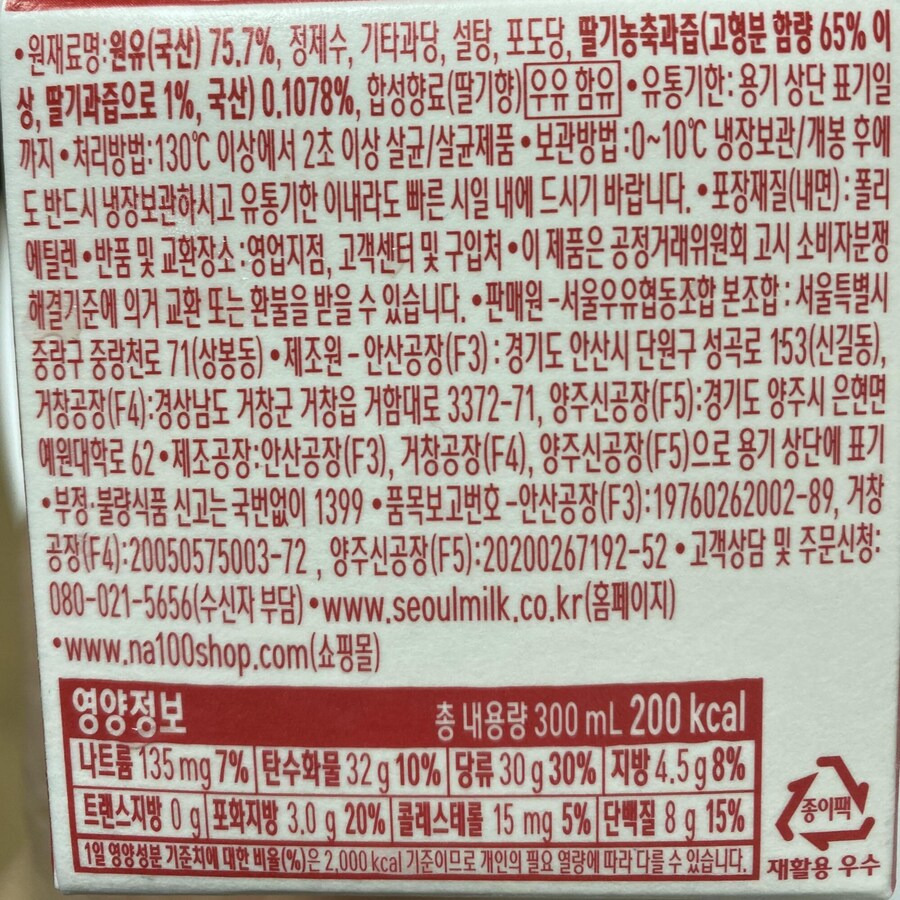 •원재료명:원유(국산) 75.7%, 정제수, 기타과당, 설탕, 포도당, 딸기농축과즙(고형분 함량 65% 이
상, 딸기과즙으로 1%, 국산) 0.1078%, 합성향료(딸기향) 우유 함유 •유통기한: 용기 상단 표기일
까지 •처리방법:130℃ 이상에서 2초 이상 살균/살균제품 •보관방법:0~10℃ 냉장보관/개봉 후에
도 반드시 냉장보관하시고 유통기한 이내라도 빠른 시일 내에 드시기 바랍니다. •포장재질(내면):폴리
에틸렌 •반품 및 교환장소:영업지점, 고객센터 및 구입처 •이 제품은 공정거래위원회 고시 소비자분쟁
해결기준에 의거 교환 또는 환불을 받을 수 있습니다. •판매원-서울우유협동조합 본조합: 서울특별시
중랑구 중랑천로 71(상봉동) •제조원-안산공장(F3):경기도 안산시 단원구 성곡로 153(신길동),
거창공장(F4):경상남도 거창군 거창읍 거함대로 3372-71, 양주신공장(F5):경기도 양주시 은현면
예원대학로 62 •제조공장:안산공장(F3), 거창공장(F4), 양주신공장(F5)으로 용기 상단에 표기
•부정·불량식품 신고는 국번없이 1399 •품목보고번호-안산공장(F3):19760262002-89, 거창
공장(F4):20050575003-72, 양주신공장(F5):20200267192-52 •고객상담 및 주문신청:
080-021-5656(수신자 부담) •www.seoulmilk.co.kr(홈페이지)
•www.na100shop.com(쇼핑몰)
영양정보 총 내용량 300 mL 200 kcal
나트륨 135 mg 7% 탄수화물 32 g 10% 당류 30 g 30% 지방 4.5 g 8%
트랜스지방 0 g 포화지방 3.0 g 20% 콜레스테롤 15 mg 5% 단백질 8 g 15%
1일 영양성분 기준치에 대한 비율(%)은 2,000 kcal 기준이므로 개인의 필요 열량에 따라 다를 수 있습니다.
종이팩
재활용 우수